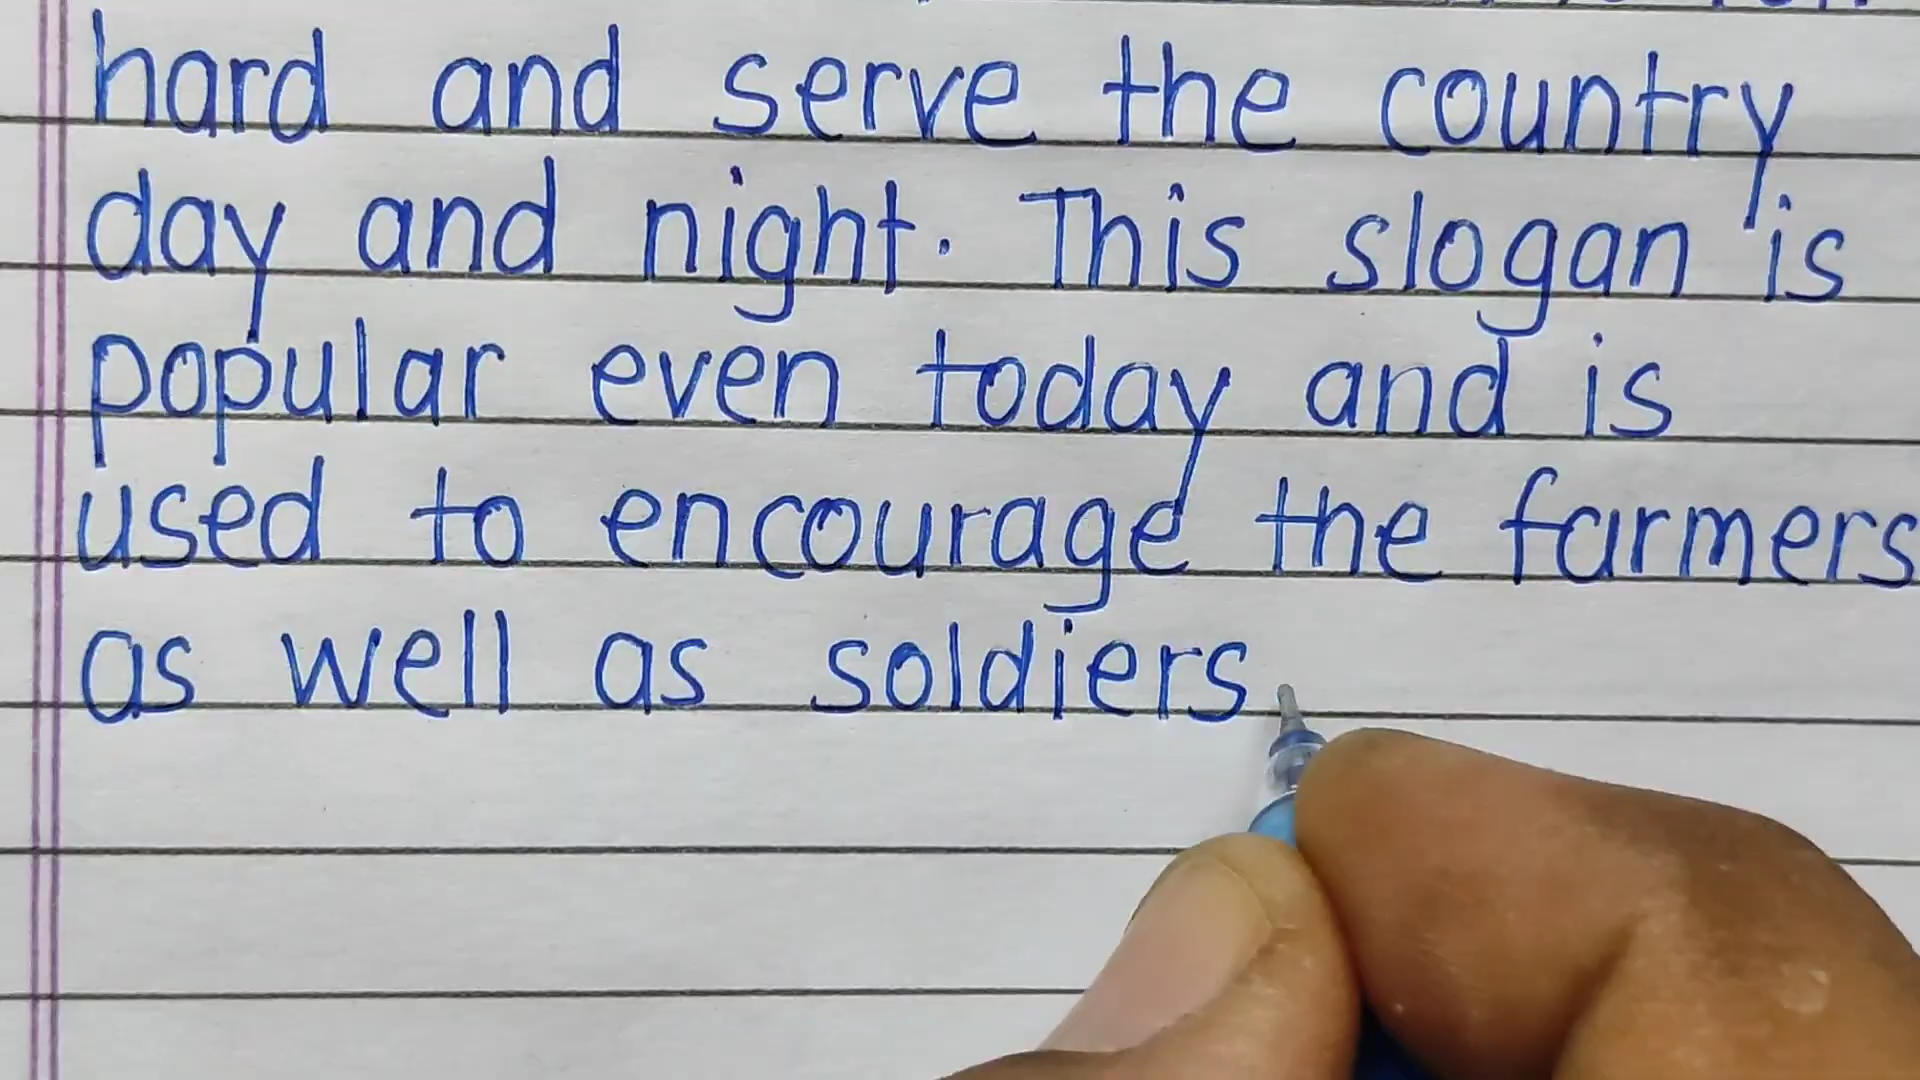 hard and serve the country
day and night. This slogan is
popular even today and is
used to encourage the farmers
as well as soldiers